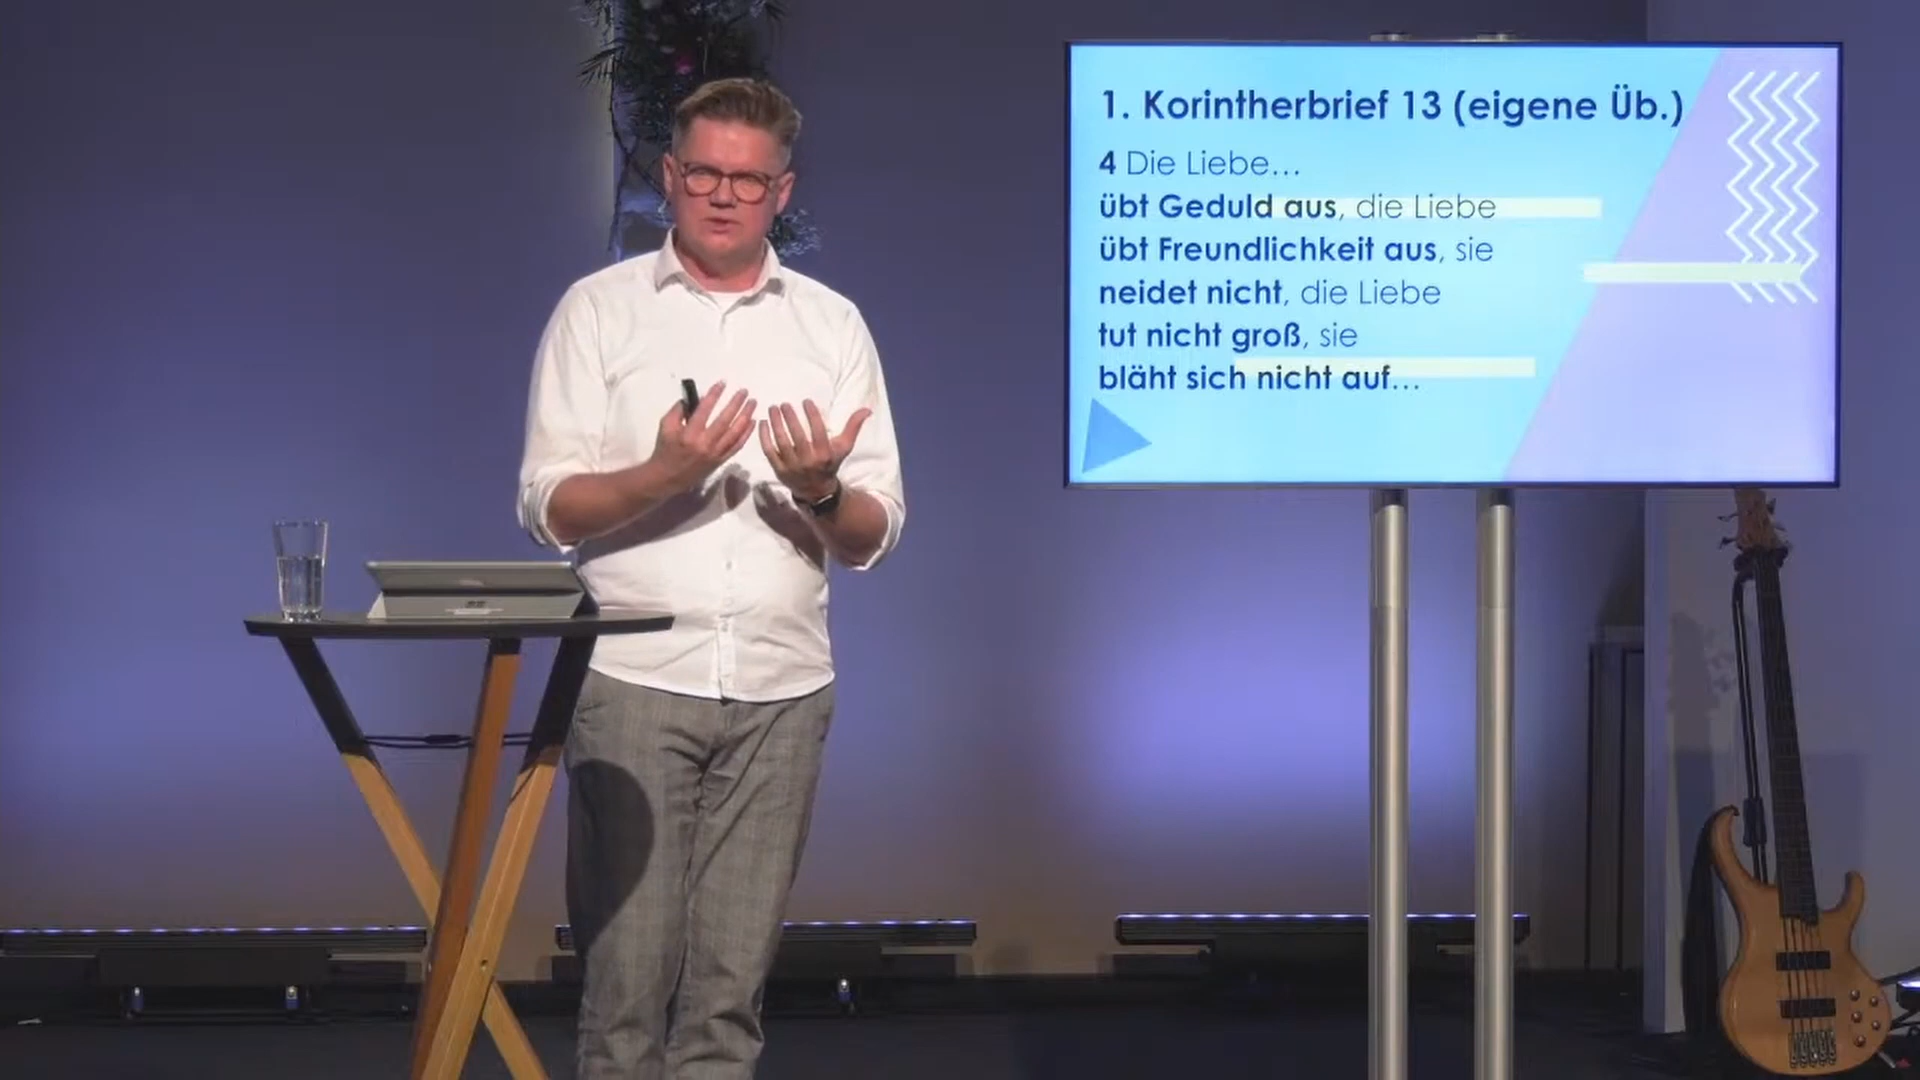 1. Korintherbrief 13 (eigene Üb.)
4 Die Liebe…
übt Geduld aus, die Liebe
übt Freundlichkeit aus, sie
neidet nicht, die Liebe
tut nicht groß, sie
bläht sich nicht auf…